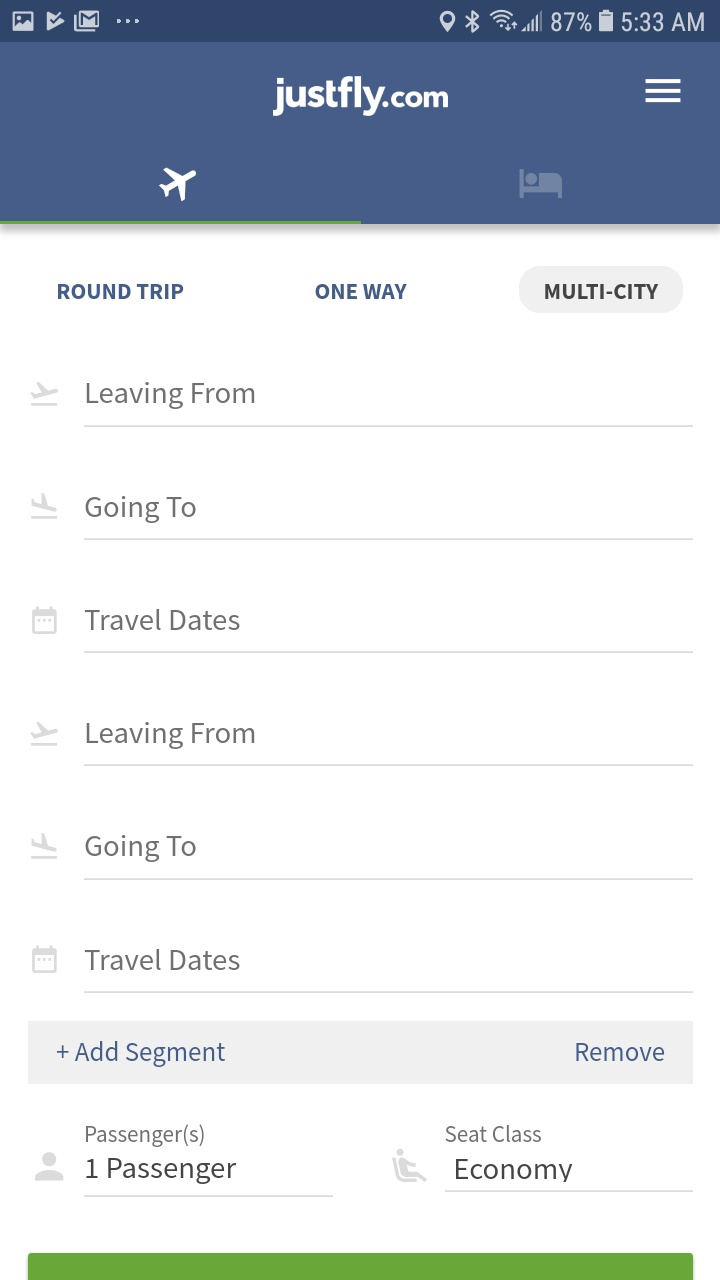 87% 5:33 AM
justfly.com
ROUND TRIP ONE WAY MULTI-CITY
Leaving From
Going To
Travel Dates
Leaving From
Going To
Travel Dates
+ Add Segment Remove
Passenger(s) Seat Class
1 Passenger Economy